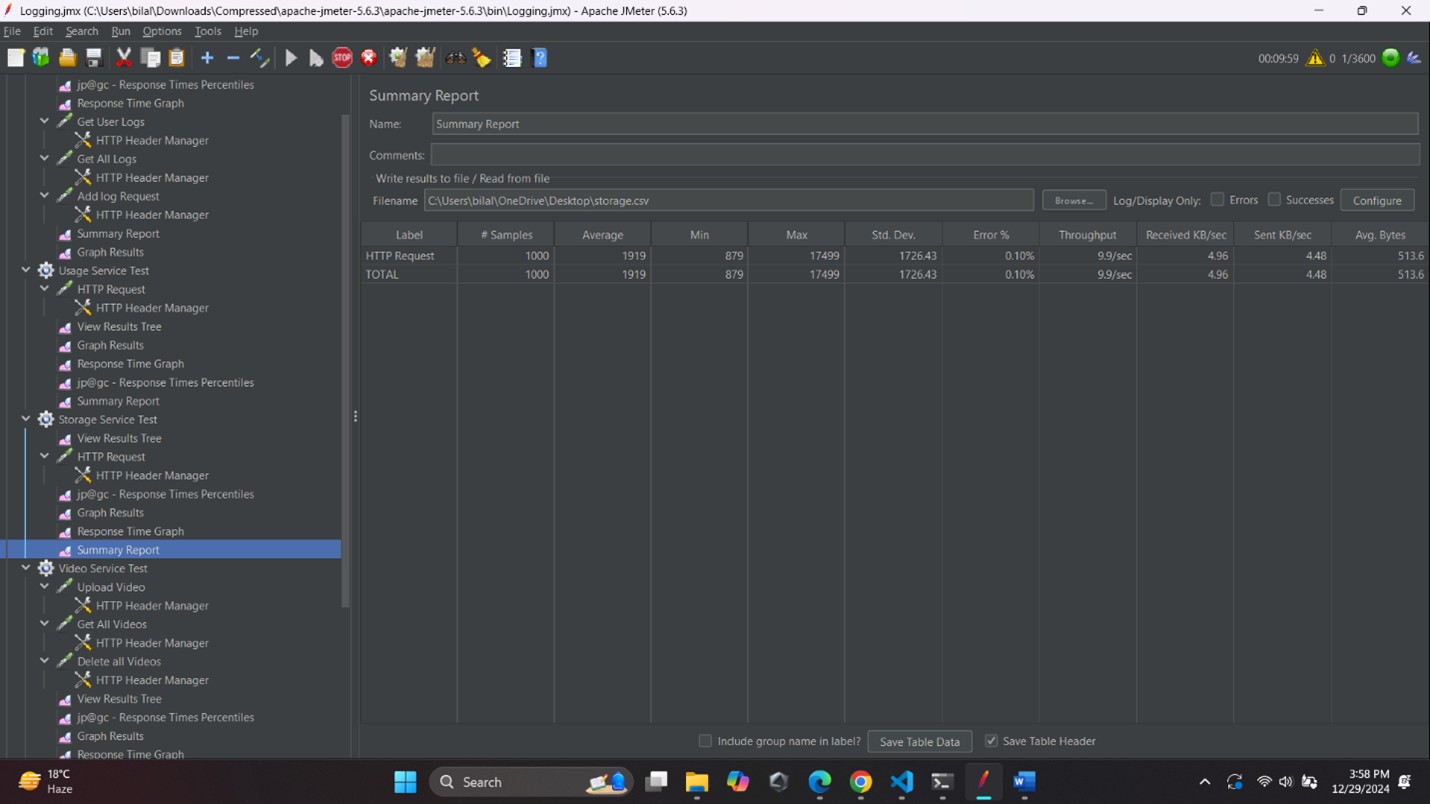 Logging.jmx (C:\Users\bilal\Downloads\Compressed\apache-jmeter-5.6.3\apache-jmeter-5.6.3\bin\Logging.jmx) - Apache JMeter (5.6.3)
File Edit Search Run Options Tools Help
STOP 00:09:59 0 1/3600
jp@gc - Response Times Percentiles
Response Time Graph
Get User Logs
HTTP Header Manager
Get All Logs
HTTP Header Manager
Add log Request
HTTP Header Manager
Summary Report
Graph Results
Usage Service Test
HTTP Request
HTTP Header Manager
View Results Tree
Graph Results
Response Time Graph
jp@gc - Response Times Percentiles
Summary Report
Storage Service Test
View Results Tree
HTTP Request
HTTP Header Manager
jp@gc - Response Times Percentiles
Graph Results
Response Time Graph
Summary Report
Video Service Test
Upload Video
HTTP Header Manager
Get All Videos
HTTP Header Manager
Delete all Videos
HTTP Header Manager
View Results Tree
jp@gc - Response Times Percentiles
Graph Results
Response Time Graph
Summary Report
Name: Summary Report
Comments:
Write results to file / Read from file
Filename C:\Users\bilal\OneDrive\Desktop\storage.csv Browse... Log/Display Only: Errors Successes Configure
Label # Samples Average Min Max Std. Dev. Error % Throughput Received KB/sec Sent KB/sec Avg. Bytes
HTTP Request 1000 1919 879 17499 1726.43 0.10% 9.9/sec 4.96 4.48 513.6
TOTAL 1000 1919 879 17499 1726.43 0.10% 9.9/sec 4.96 4.48 513.6
Include group name in label? Save Table Data Save Table Header
18°C
Haze
Search
3:58 PM
12/29/2024